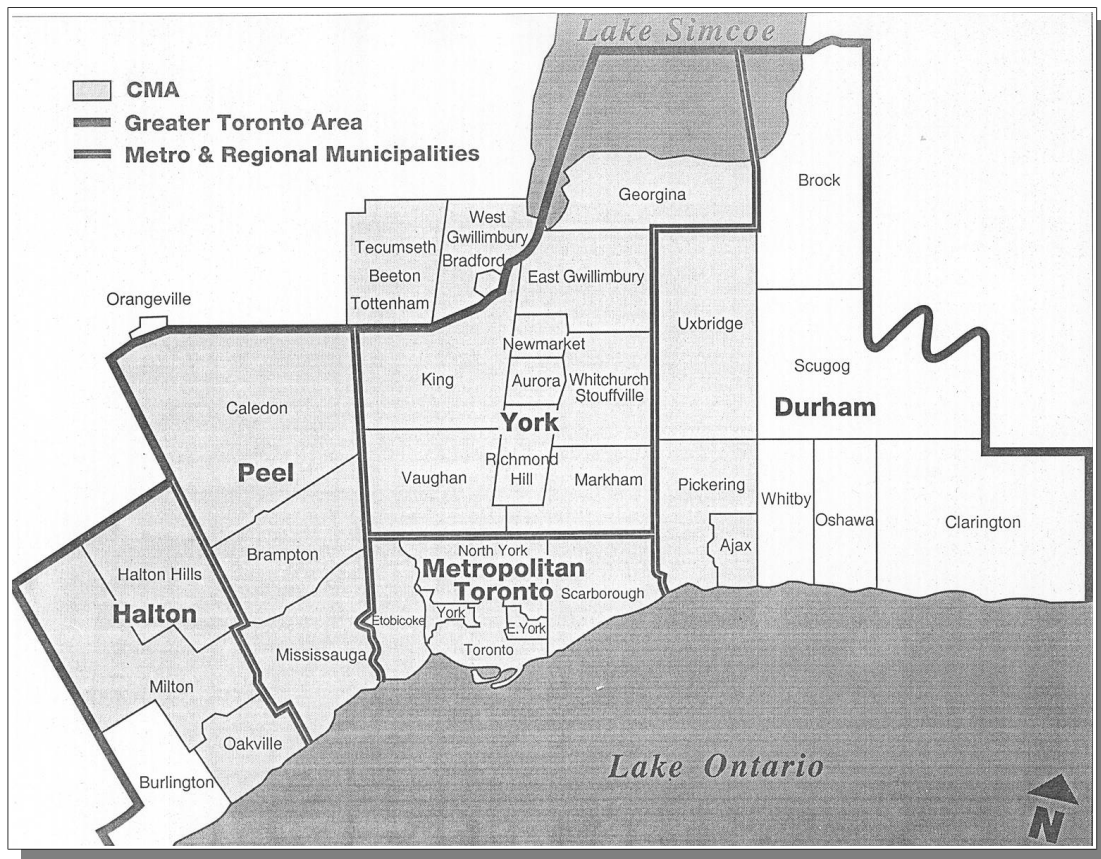 Lake Simcoe
CMA
Greater Toronto Area
Metro & Regional Municipalities
Brock
Georgina
West
Gwillimbury
Bradford
Tecumseth
Beeton
Tottenham
East Gwillimbury
Orangeville
Uxbridge
Newmarket
King
Aurora
Whitchurch
Stouffville
Scugog
Durham
Caledon
York
Peel
Vaughan
Richmond
Hill
Markham
Pickering
Whitby
Oshawa
Clarington
Ajax
Brampton
North York
Metropolitan
Toronto
Scarborough
Halton Hills
Halton
Etobicoke
York
E.York
Toronto
Mississauga
Milton
Oakville
Burlington
Lake Ontario
N